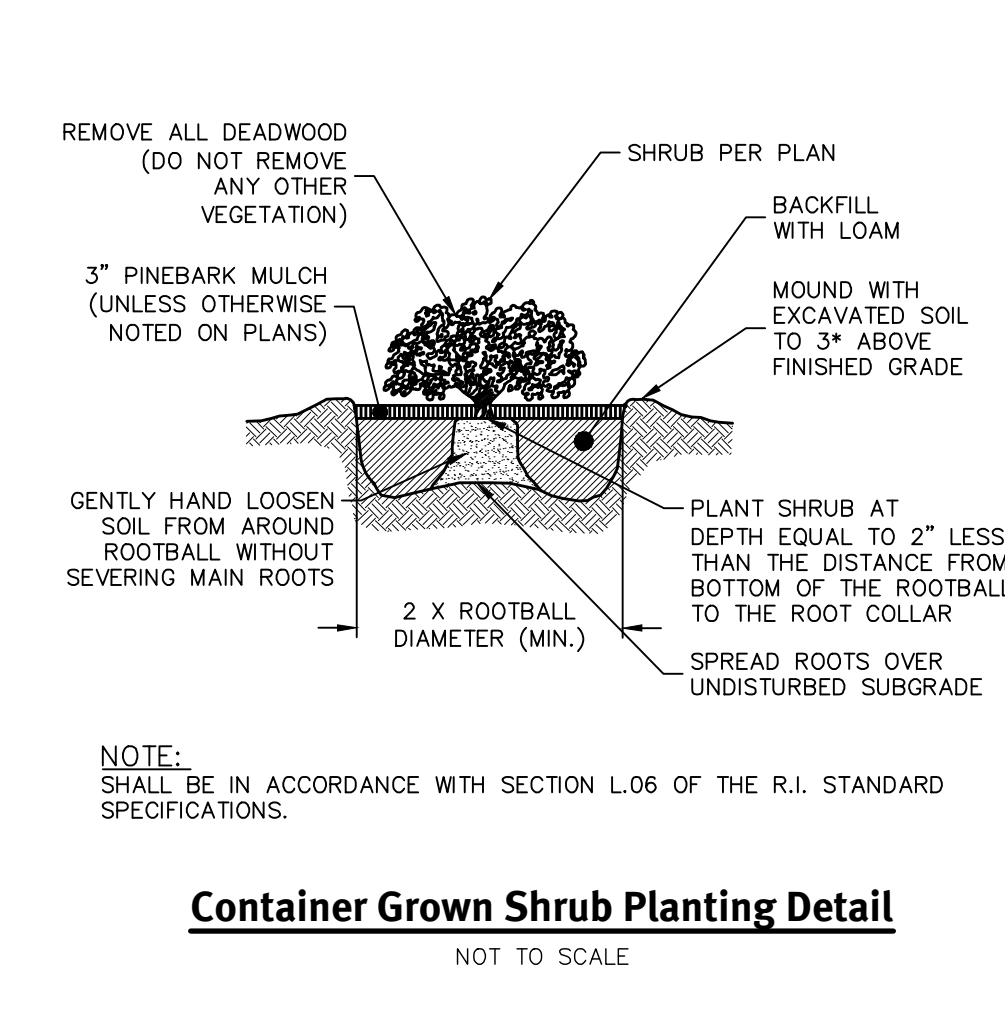 REMOVE ALL DEADWOOD
(DO NOT REMOVE
ANY OTHER
VEGETATION)
SHRUB PER PLAN
BACKFILL
WITH LOAM
3" PINEBARK MULCH
(UNLESS OTHERWISE
NOTED ON PLANS)
MOUND WITH
EXCAVATED SOIL
TO 3* ABOVE
FINISHED GRADE
GENTLY HAND LOOSEN
SOIL FROM AROUND
ROOTBALL WITHOUT
SEVERING MAIN ROOTS
PLANT SHRUB AT
DEPTH EQUAL TO 2" LESS
THAN THE DISTANCE FROM
BOTTOM OF THE ROOTBALL
TO THE ROOT COLLAR
2 X ROOTBALL
DIAMETER (MIN.)
SPREAD ROOTS OVER
UNDISTURBED SUBGRADE
NOTE:
SHALL BE IN ACCORDANCE WITH SECTION L.06 OF THE R.I. STANDARD
SPECIFICATIONS.
Container Grown Shrub Planting Detail
NOT TO SCALE